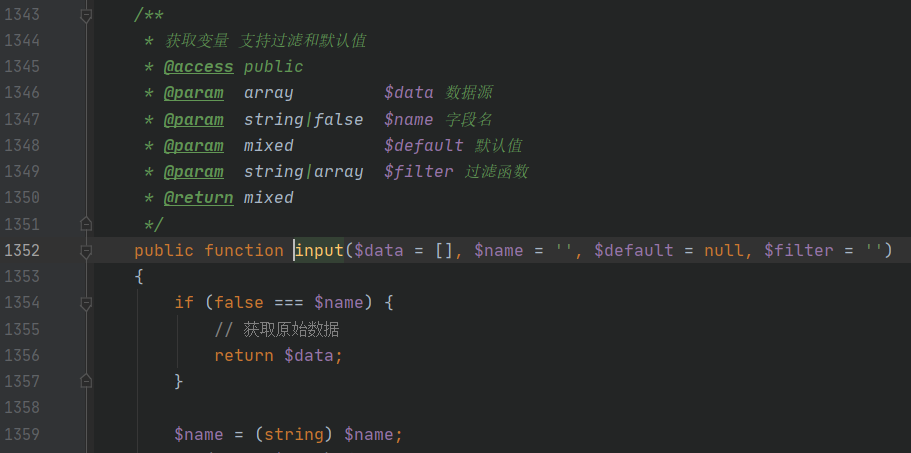 1343 /**
1344 * 获取变量 支持过滤和默认值
1345 * @access public
1346 * @param array $data 数据源
1347 * @param string|false $name 字段名
1348 * @param mixed $default 默认值
1349 * @param string|array $filter 过滤函数
1350 * @return mixed
1351 */
1352 public function input($data = [], $name = '', $default = null, $filter = '')
1353 {
1354 if (false === $name) {
1355 // 获取原始数据
1356 return $data;
1357 }
1358
1359 $name = (string) $name;